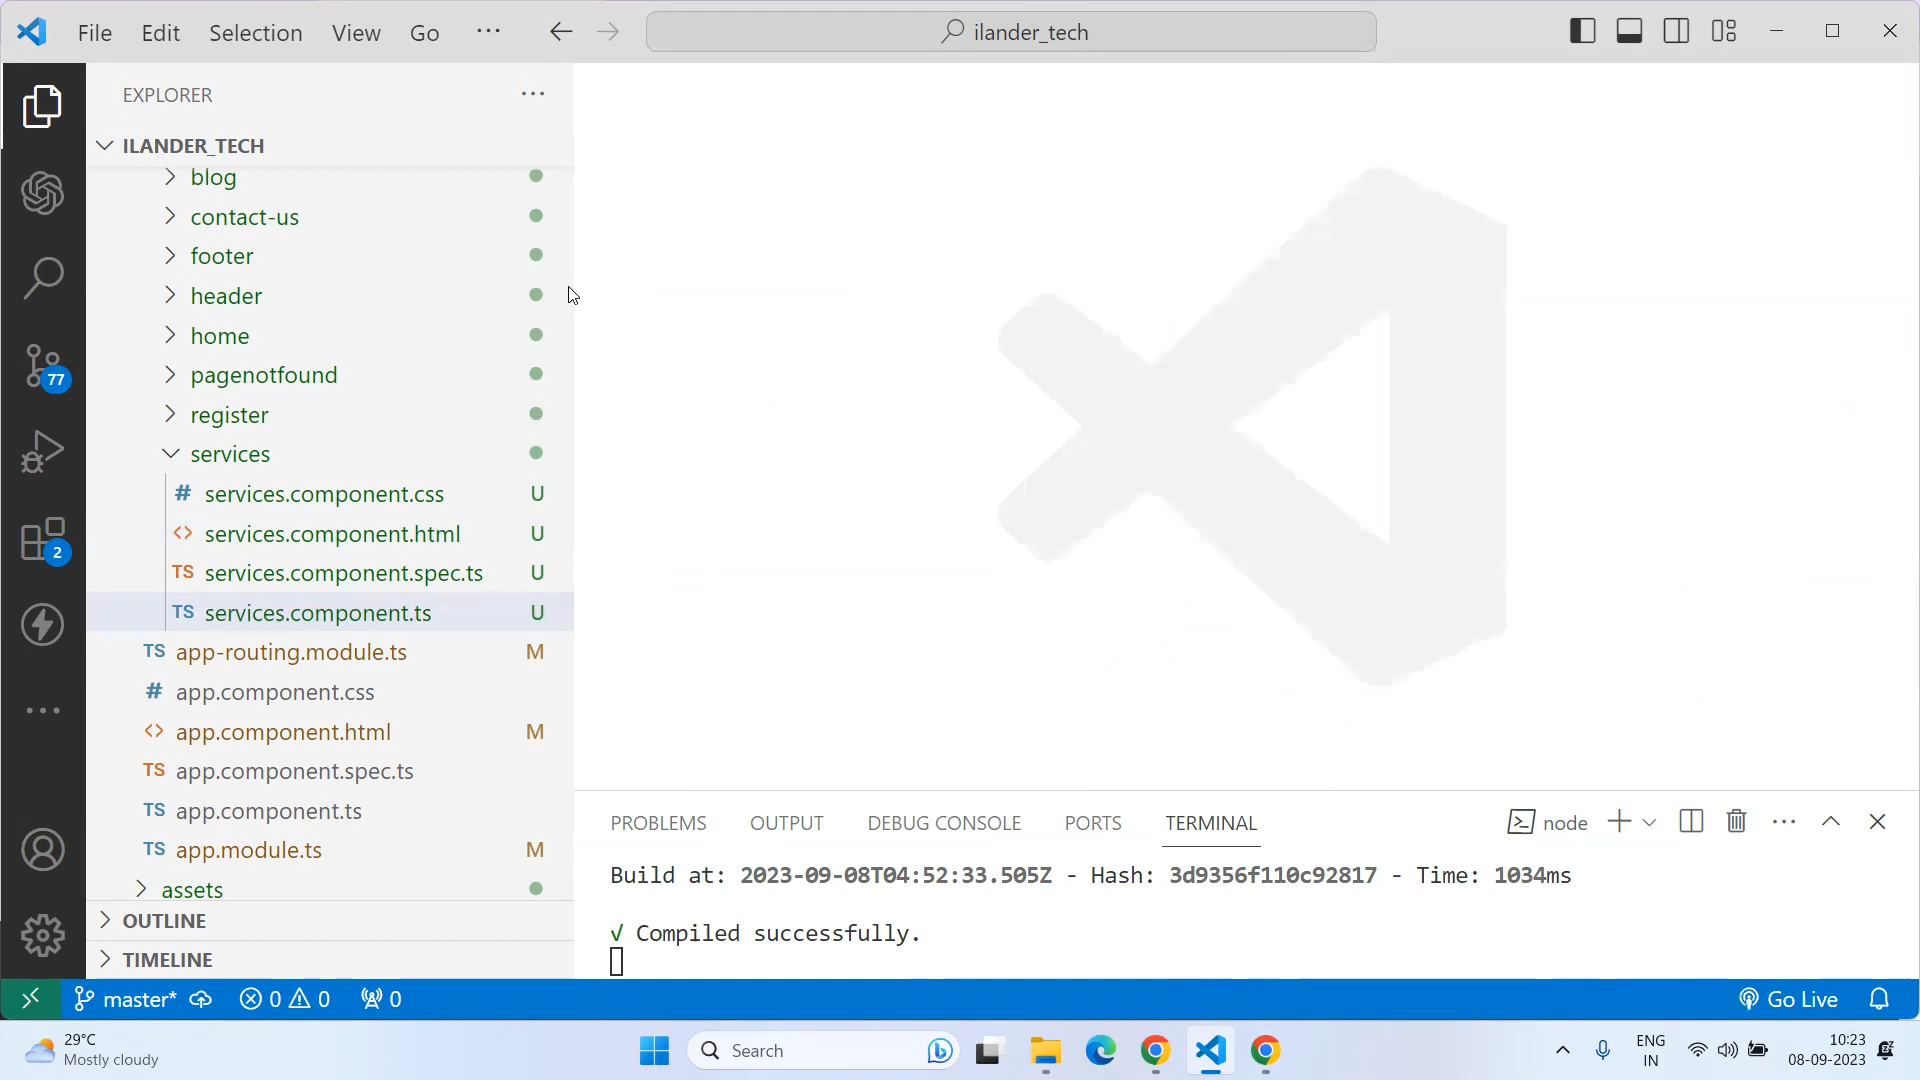 File Edit Selection View Go ··· ilander_tech
EXPLORER ···
ILANDER_TECH
blog
contact-us
footer
header
home
pagenotfound
register
services
# services.component.css U
<> services.component.html U
TS services.component.spec.ts U
TS services.component.ts U
TS app-routing.module.ts M
# app.component.css
<> app.component.html M
TS app.component.spec.ts
TS app.component.ts
TS app.module.ts M
assets
OUTLINE
TIMELINE
77
2
PROBLEMS OUTPUT DEBUG CONSOLE PORTS TERMINAL node
Build at: 2023-09-08T04:52:33.505Z - Hash: 3d9356f110c92817 - Time: 1034ms
√ Compiled successfully.
master* 0 0 0 Go Live
29°C
Mostly cloudy
Search
ENG
IN
10:23
08-09-2023